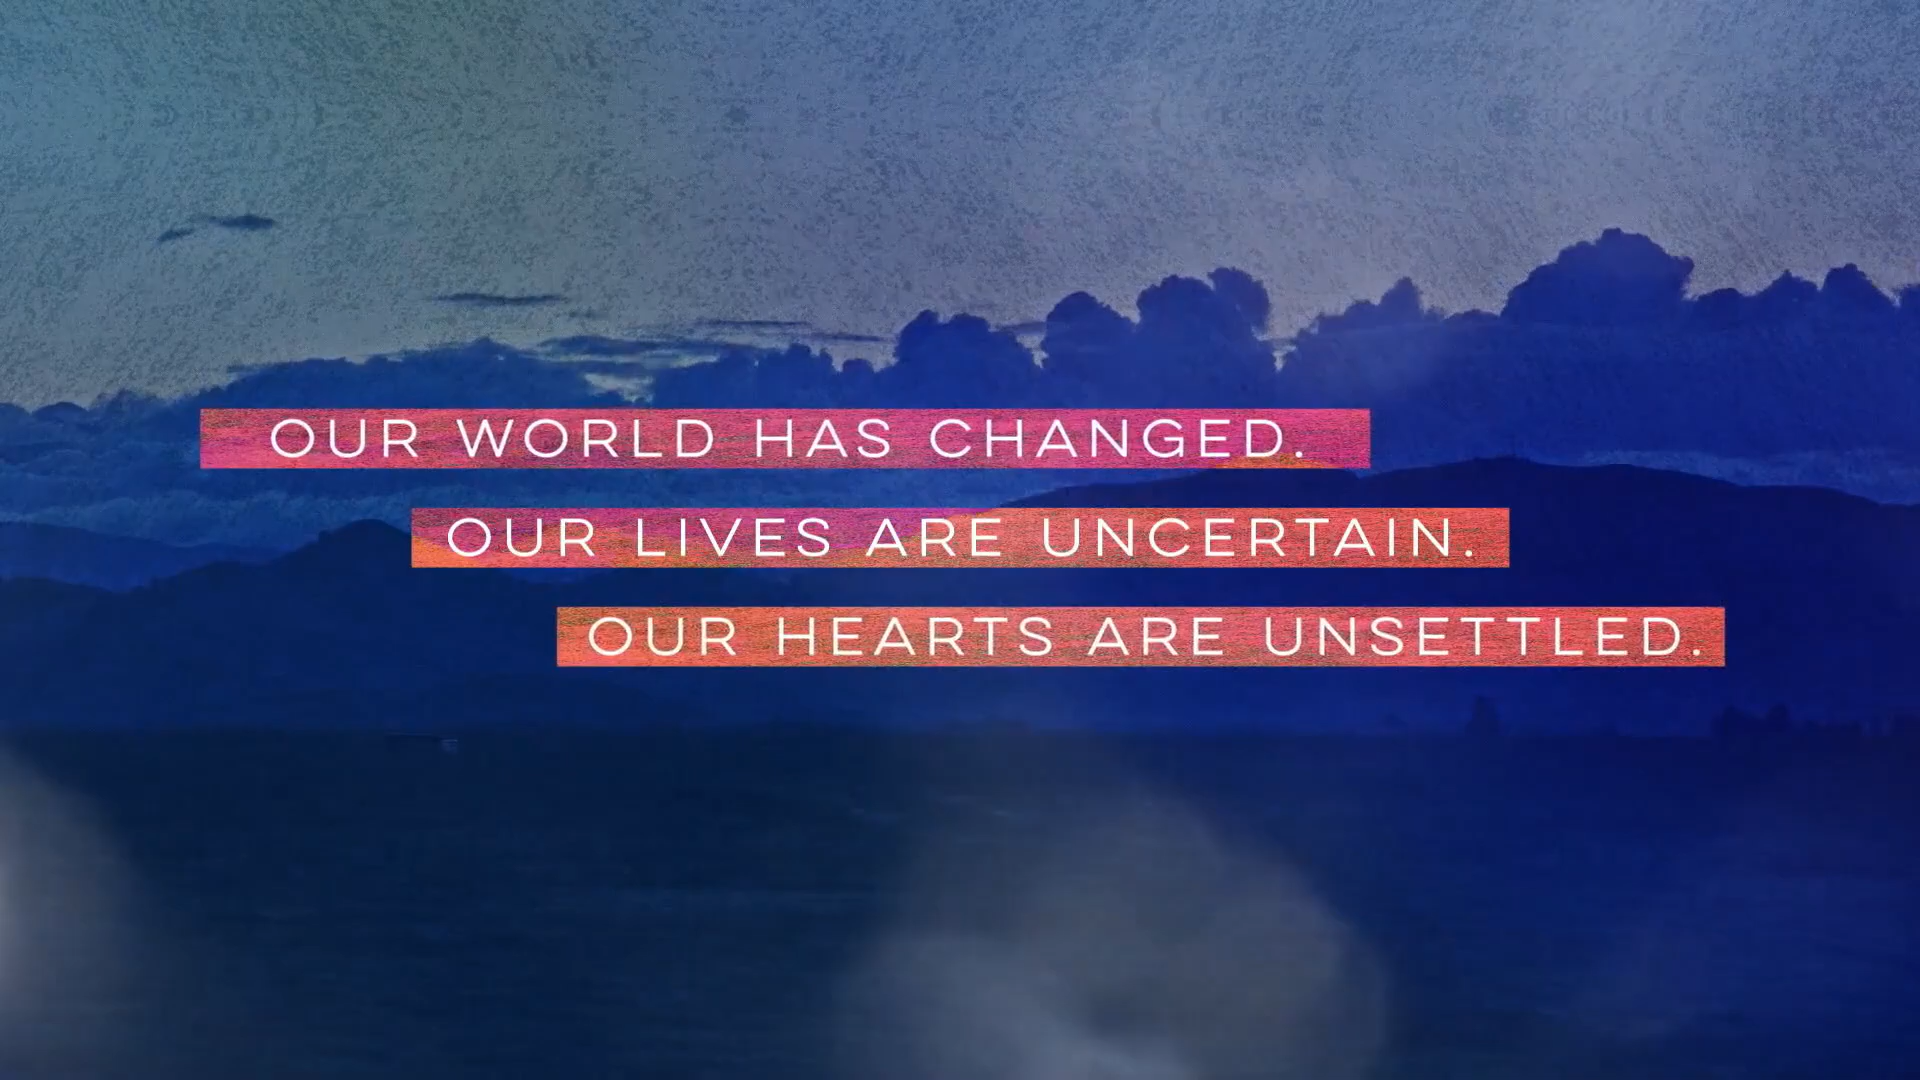 OUR WORLD HAS CHANGED.
OUR LIVES ARE UNCERTAIN.
OUR HEARTS ARE UNSETTLED.